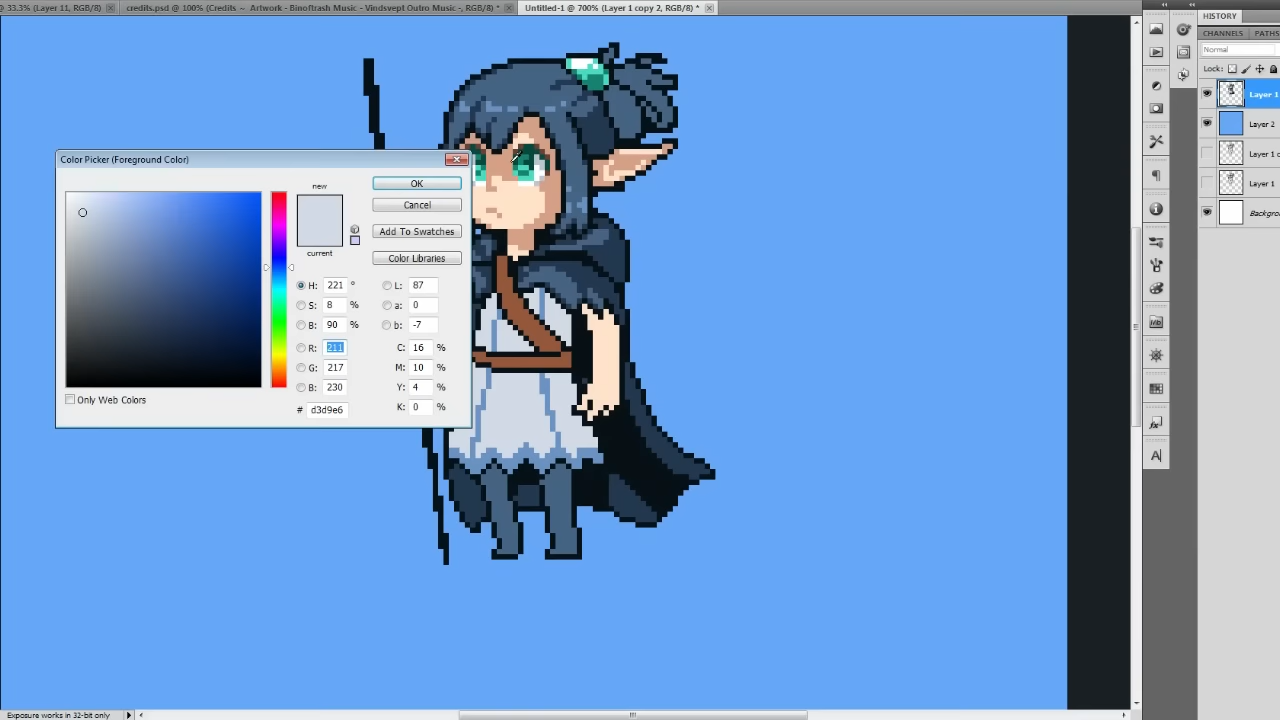 @ 33.3% (Layer 11, RGB/8) *
credits.psd @ 100% (Credits ~ Artwork - Binoftrash Music - Vindsvept Outro Music -, RGB/8) *
Untitled-1 @ 700% (Layer 1 copy 2, RGB/8) *
HISTORY
CHANNELS
PATHS
Normal
Lock:
Layer 1
Layer 2
Layer 1 c
Layer 1
Backgro
Color Picker (Foreground Color)
new
current
OK
Cancel
Add To Swatches
Color Libraries
H: 221 °
L: 87
S: 8 %
a: 0
B: 90 %
b: -7
R: 211
C: 16 %
G: 217
M: 10 %
B: 230
Y: 4 %
# d3d9e6
K: 0 %
Only Web Colors
Mb
fx
A
Exposure works in 32-bit only